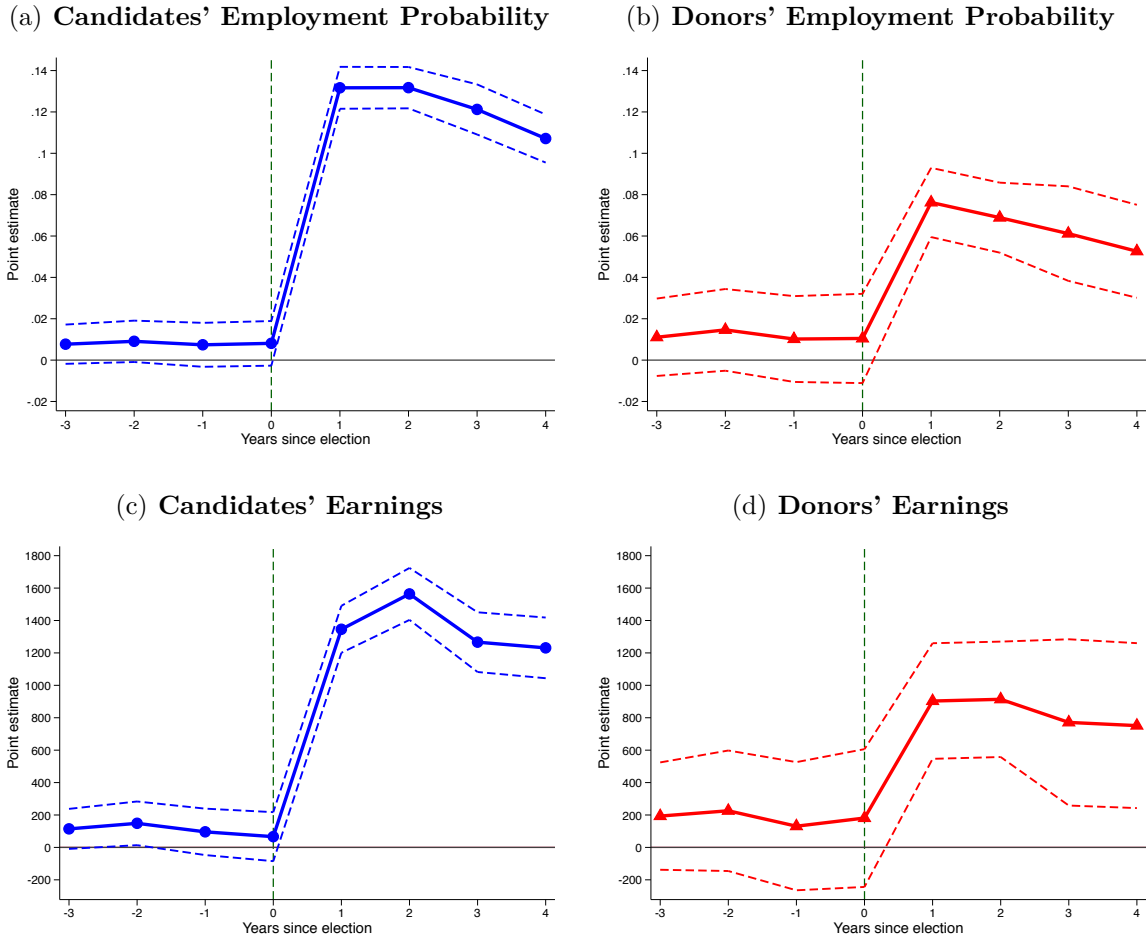 (a) Candidates' Employment Probability
.14
.12
.1
.08
.06
.04
.02
0
-.02
Point estimate
-3 -2 -1 0 1 2 3 4
Years since election
(b) Donors' Employment Probability
.14
.12
.1
.08
.06
.04
.02
0
-.02
Point estimate
-3 -2 -1 0 1 2 3 4
Years since election
(c) Candidates' Earnings
1800
1600
1400
1200
1000
800
600
400
200
0
-200
Point estimate
-3 -2 -1 0 1 2 3 4
Years since election
(d) Donors' Earnings
1800
1600
1400
1200
1000
800
600
400
200
0
-200
Point estimate
-3 -2 -1 0 1 2 3 4
Years since election